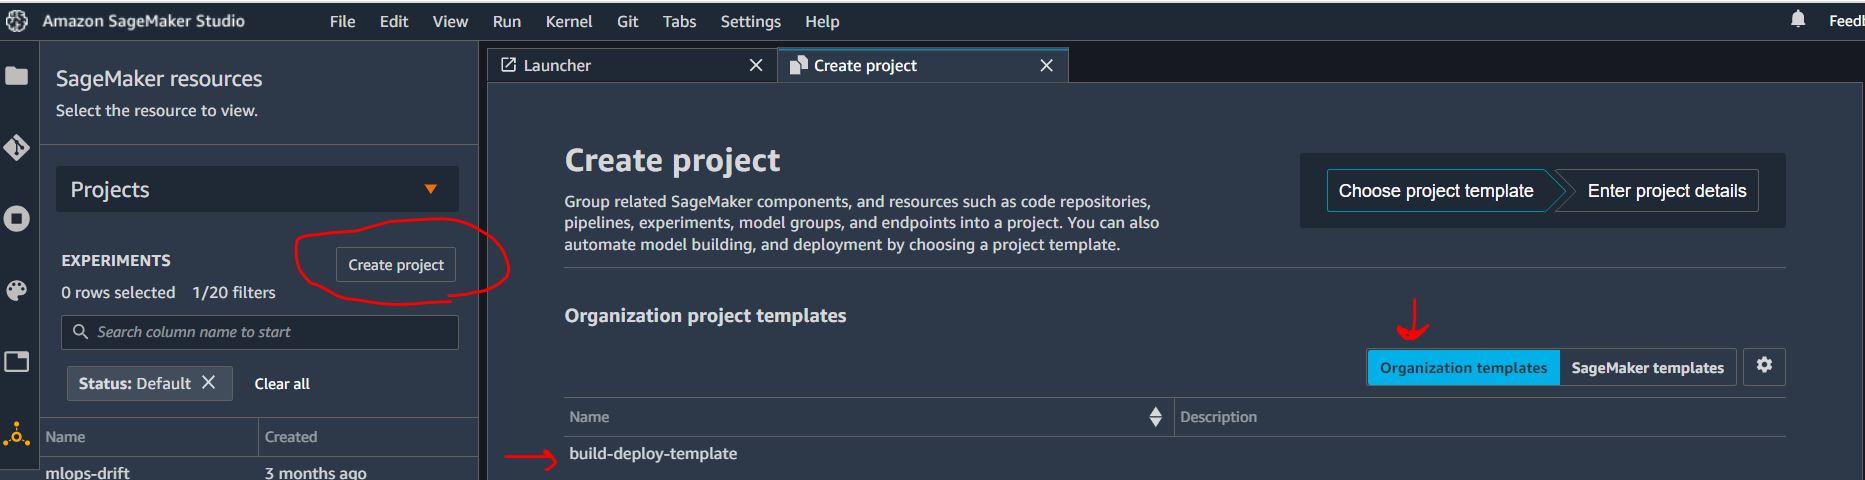 Amazon SageMaker Studio File Edit View Run Kernel Git Tabs Settings Help
SageMaker resources
Select the resource to view.
Projects
EXPERIMENTS
Create project
0 rows selected 1/20 filters
Search column name to start
Status: Default Clear all
Name Created
mlops-drift 3 months ago
Launcher Create project
Create project
Group related SageMaker components, and resources such as code repositories,
pipelines, experiments, model groups, and endpoints into a project. You can also
automate model building, and deployment by choosing a project template.
Choose project template Enter project details
Organization project templates
Organization templates SageMaker templates
Name Description
build-deploy-template